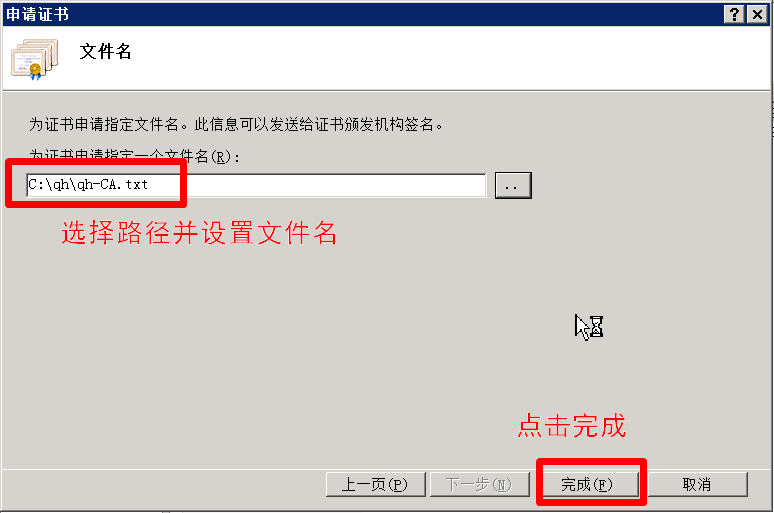 申请证书
文件名
为证书申请指定文件名。此信息可以发送给证书颁发机构签名。
为证书申请指定一个文件名(R):
C:\qh\qh-CA.txt
..
选择路径并设置文件名
点击完成
上一页(P) 下一步(N) 完成(F) 取消